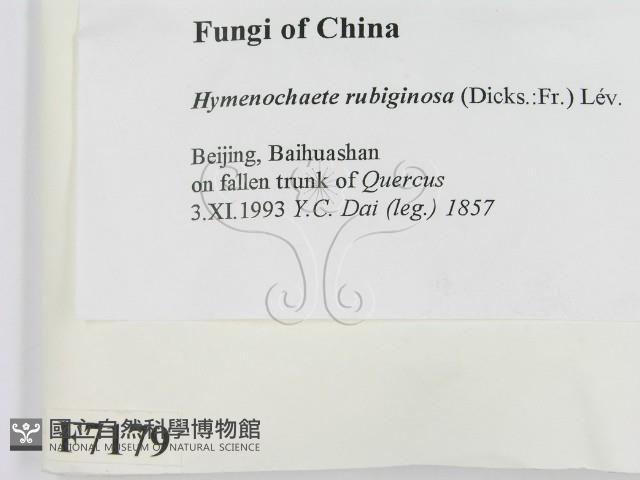 Fungi of China
Hymenochaete rubiginosa (Dicks.:Fr.) Lév.
Beijing, Baihuashan
on fallen trunk of Quercus
3.XI.1993 Y.C. Dai (leg.) 1857
國立自然科學博物館
NATIONAL MUSEUM OF NATURAL SCIENCE
F7179